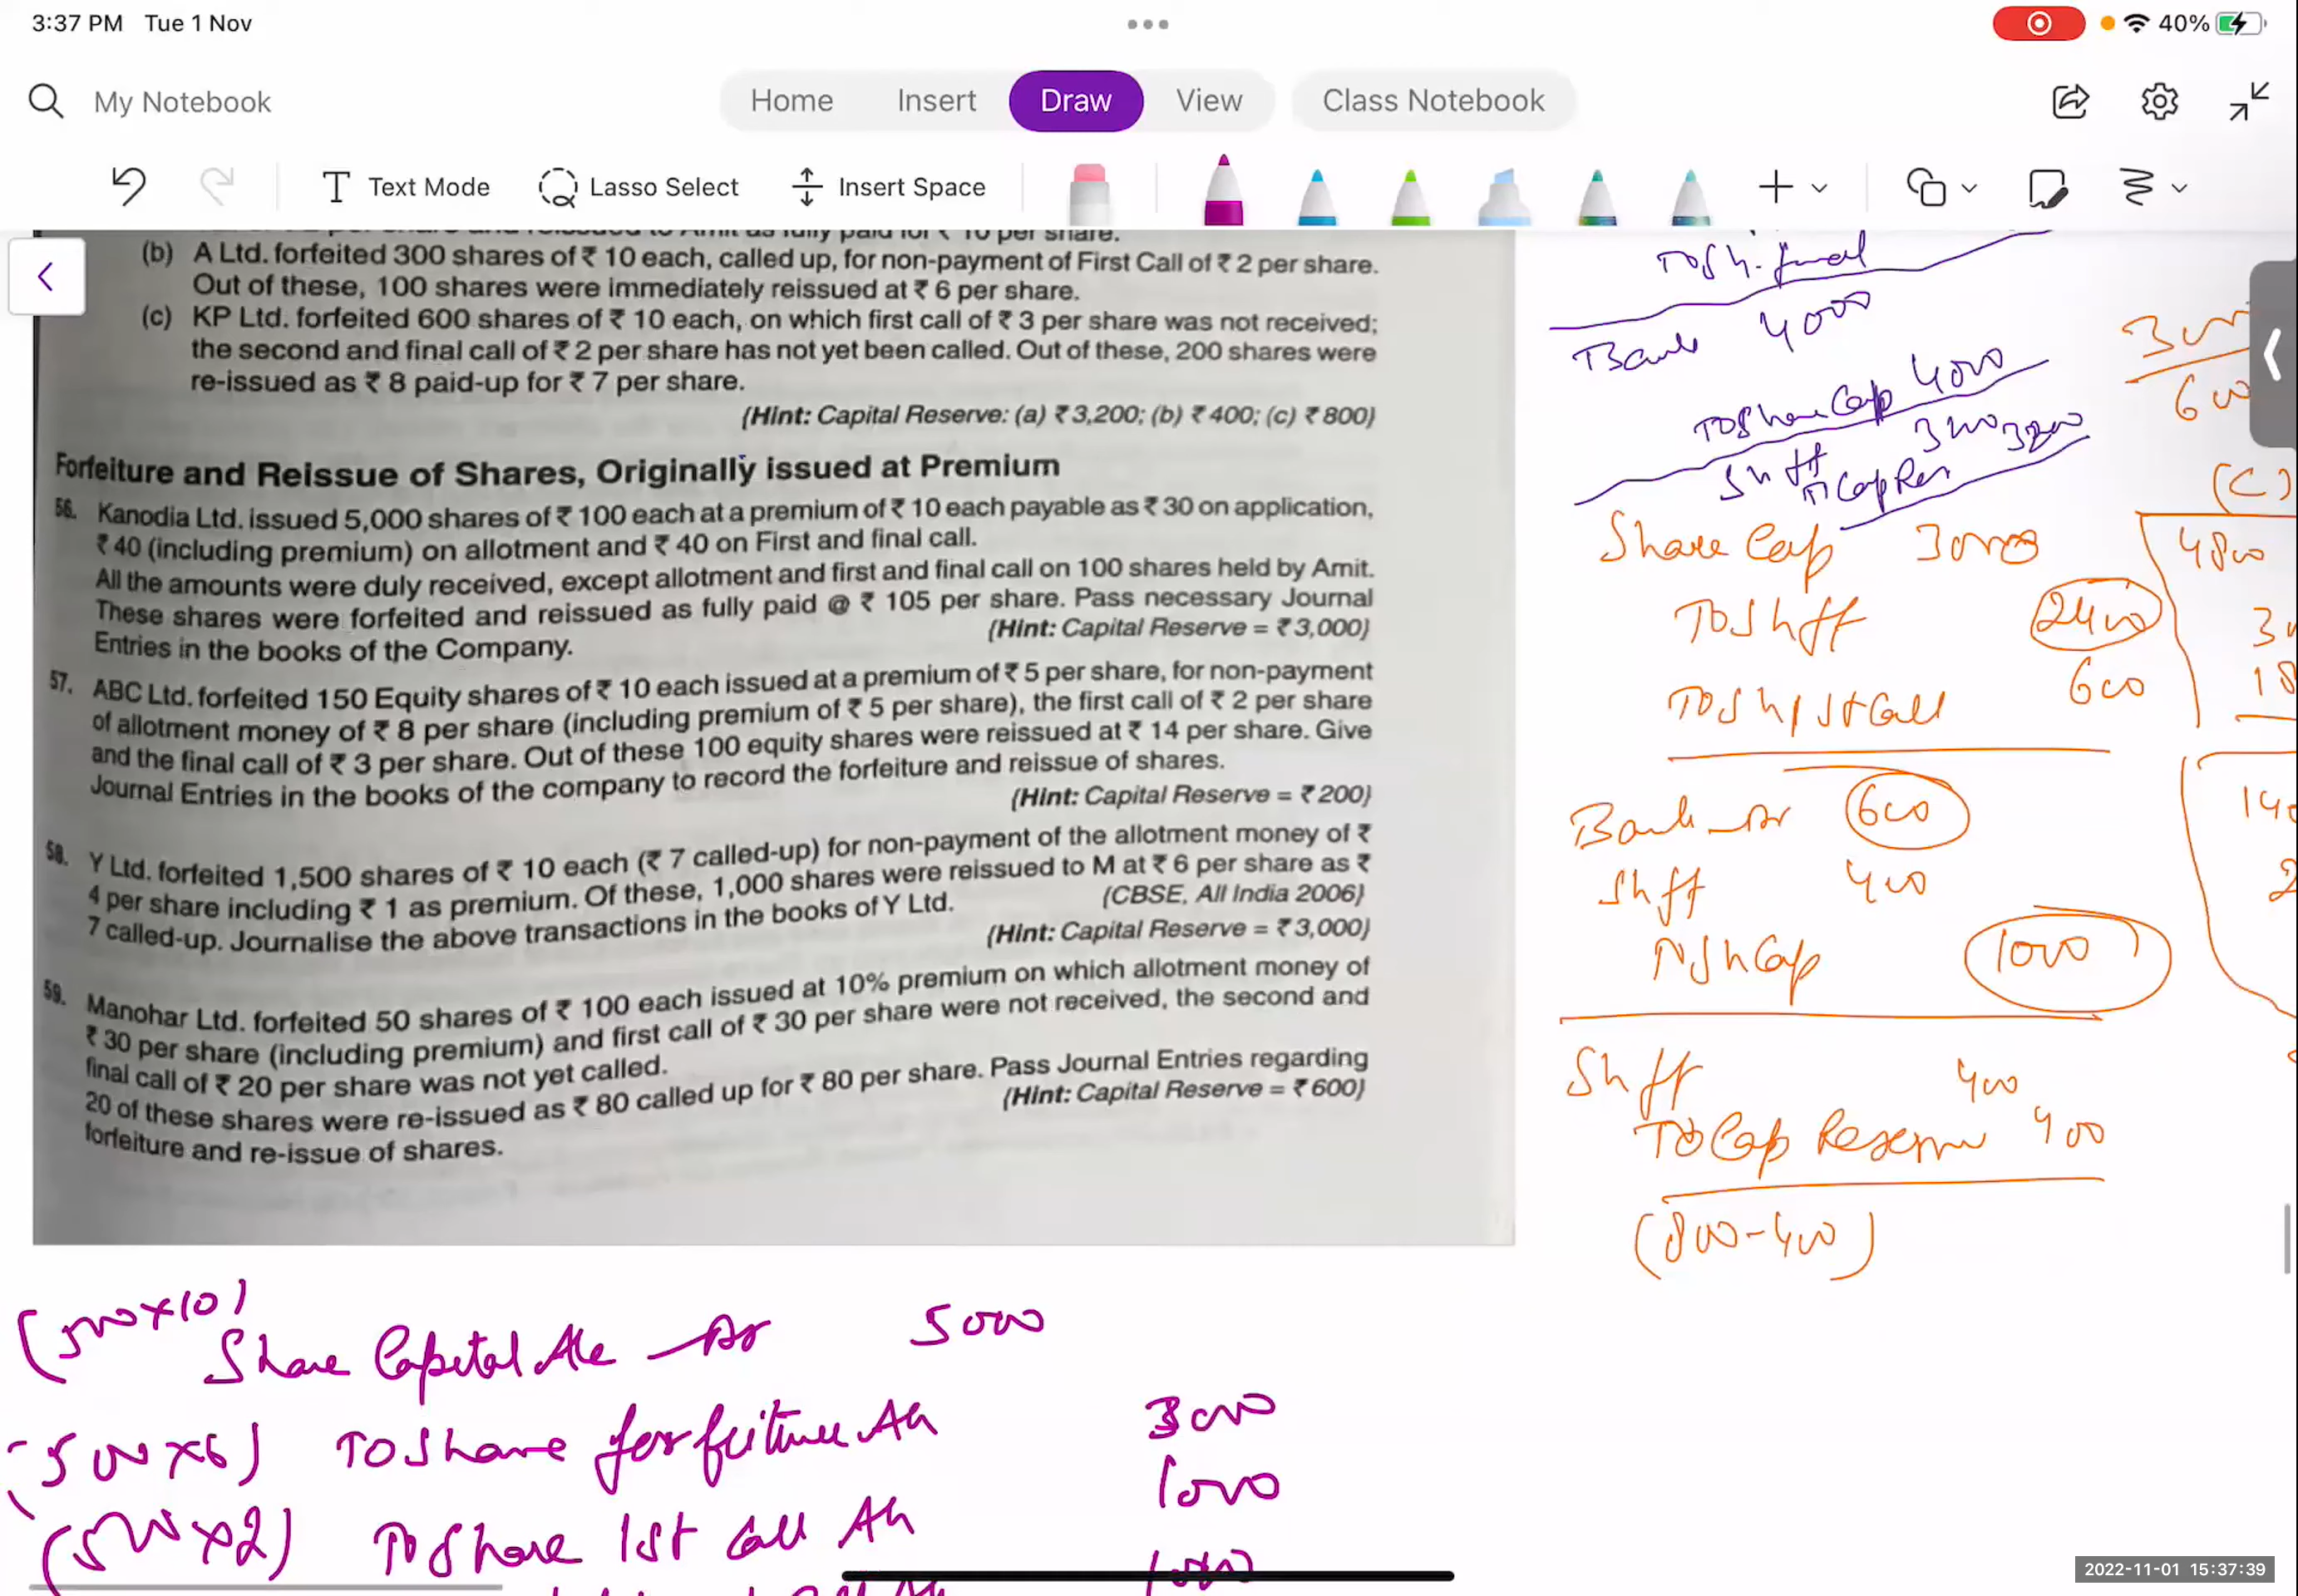 3:37 PM Tue 1 Nov
40%
My Notebook
Home Insert Draw View Class Notebook
Text Mode Lasso Select Insert Space
(b) A Ltd. forfeited 300 shares of ₹ 10 each, called up, for non-payment of First Call of ₹ 2 per share.
Out of these, 100 shares were immediately reissued at ₹ 6 per share.
(c) KP Ltd. forfeited 600 shares of ₹ 10 each, on which first call of ₹ 3 per share was not received;
the second and final call of ₹ 2 per share has not yet been called. Out of these, 200 shares were
re-issued as ₹ 8 paid-up for ₹ 7 per share.
(Hint: Capital Reserve: (a) ₹ 3,200; (b) ₹ 400; (c) ₹ 800)
Forfeiture and Reissue of Shares, Originally issued at Premium
56. Kanodia Ltd. issued 5,000 shares of ₹ 100 each at a premium of ₹ 10 each payable as ₹ 30 on application,
₹ 40 (including premium) on allotment and ₹ 40 on First and final call.
All the amounts were duly received, except allotment and first and final call on 100 shares held by Amit.
These shares were forfeited and reissued as fully paid @ ₹ 105 per share. Pass necessary Journal
Entries in the books of the Company.
(Hint: Capital Reserve = ₹ 3,000)
57. ABC Ltd. forfeited 150 Equity shares of ₹ 10 each issued at a premium of ₹ 5 per share, for non-payment
of allotment money of ₹ 8 per share (including premium of ₹ 5 per share), the first call of ₹ 2 per share
and the final call of ₹ 3 per share. Out of these 100 equity shares were reissued at ₹ 14 per share. Give
Journal Entries in the books of the company to record the forfeiture and reissue of shares.
(Hint: Capital Reserve = ₹ 200)
58. Y Ltd. forfeited 1,500 shares of ₹ 10 each (₹ 7 called-up) for non-payment of the allotment money of ₹
4 per share including ₹ 1 as premium. Of these, 1,000 shares were reissued to M at ₹ 6 per share as ₹
7 called-up. Journalise the above transactions in the books of Y Ltd.
(CBSE, All India 2006)
(Hint: Capital Reserve = ₹ 3,000)
59. Manohar Ltd. forfeited 50 shares of ₹ 100 each issued at 10% premium on which allotment money of
₹ 30 per share (including premium) and first call of ₹ 30 per share were not received, the second and
final call of ₹ 20 per share was not yet called.
20 of these shares were re-issued as ₹ 80 called up for ₹ 80 per share. Pass Journal Entries regarding
forfeiture and re-issue of shares.
(Hint: Capital Reserve = ₹ 600)
To Sh. final
Bank 4000
To Share Cap 4000
Sh ff
To Cap Res
Share Cap 3000
To Sh ff 2400
To Sh 1st Call 600
Bank Dr 600
Sh ff 400
To Sh Cap 1000
Sh ff 400
To Cap Reserve 400
(800-400)
(C)
4800
(500×10)
Share Capital A/c Dr 5000
(500×6) To Share forfeiture A/c 3000
(500×2) To Share 1st Call A/c 1000
2022-11-01 15:37:39